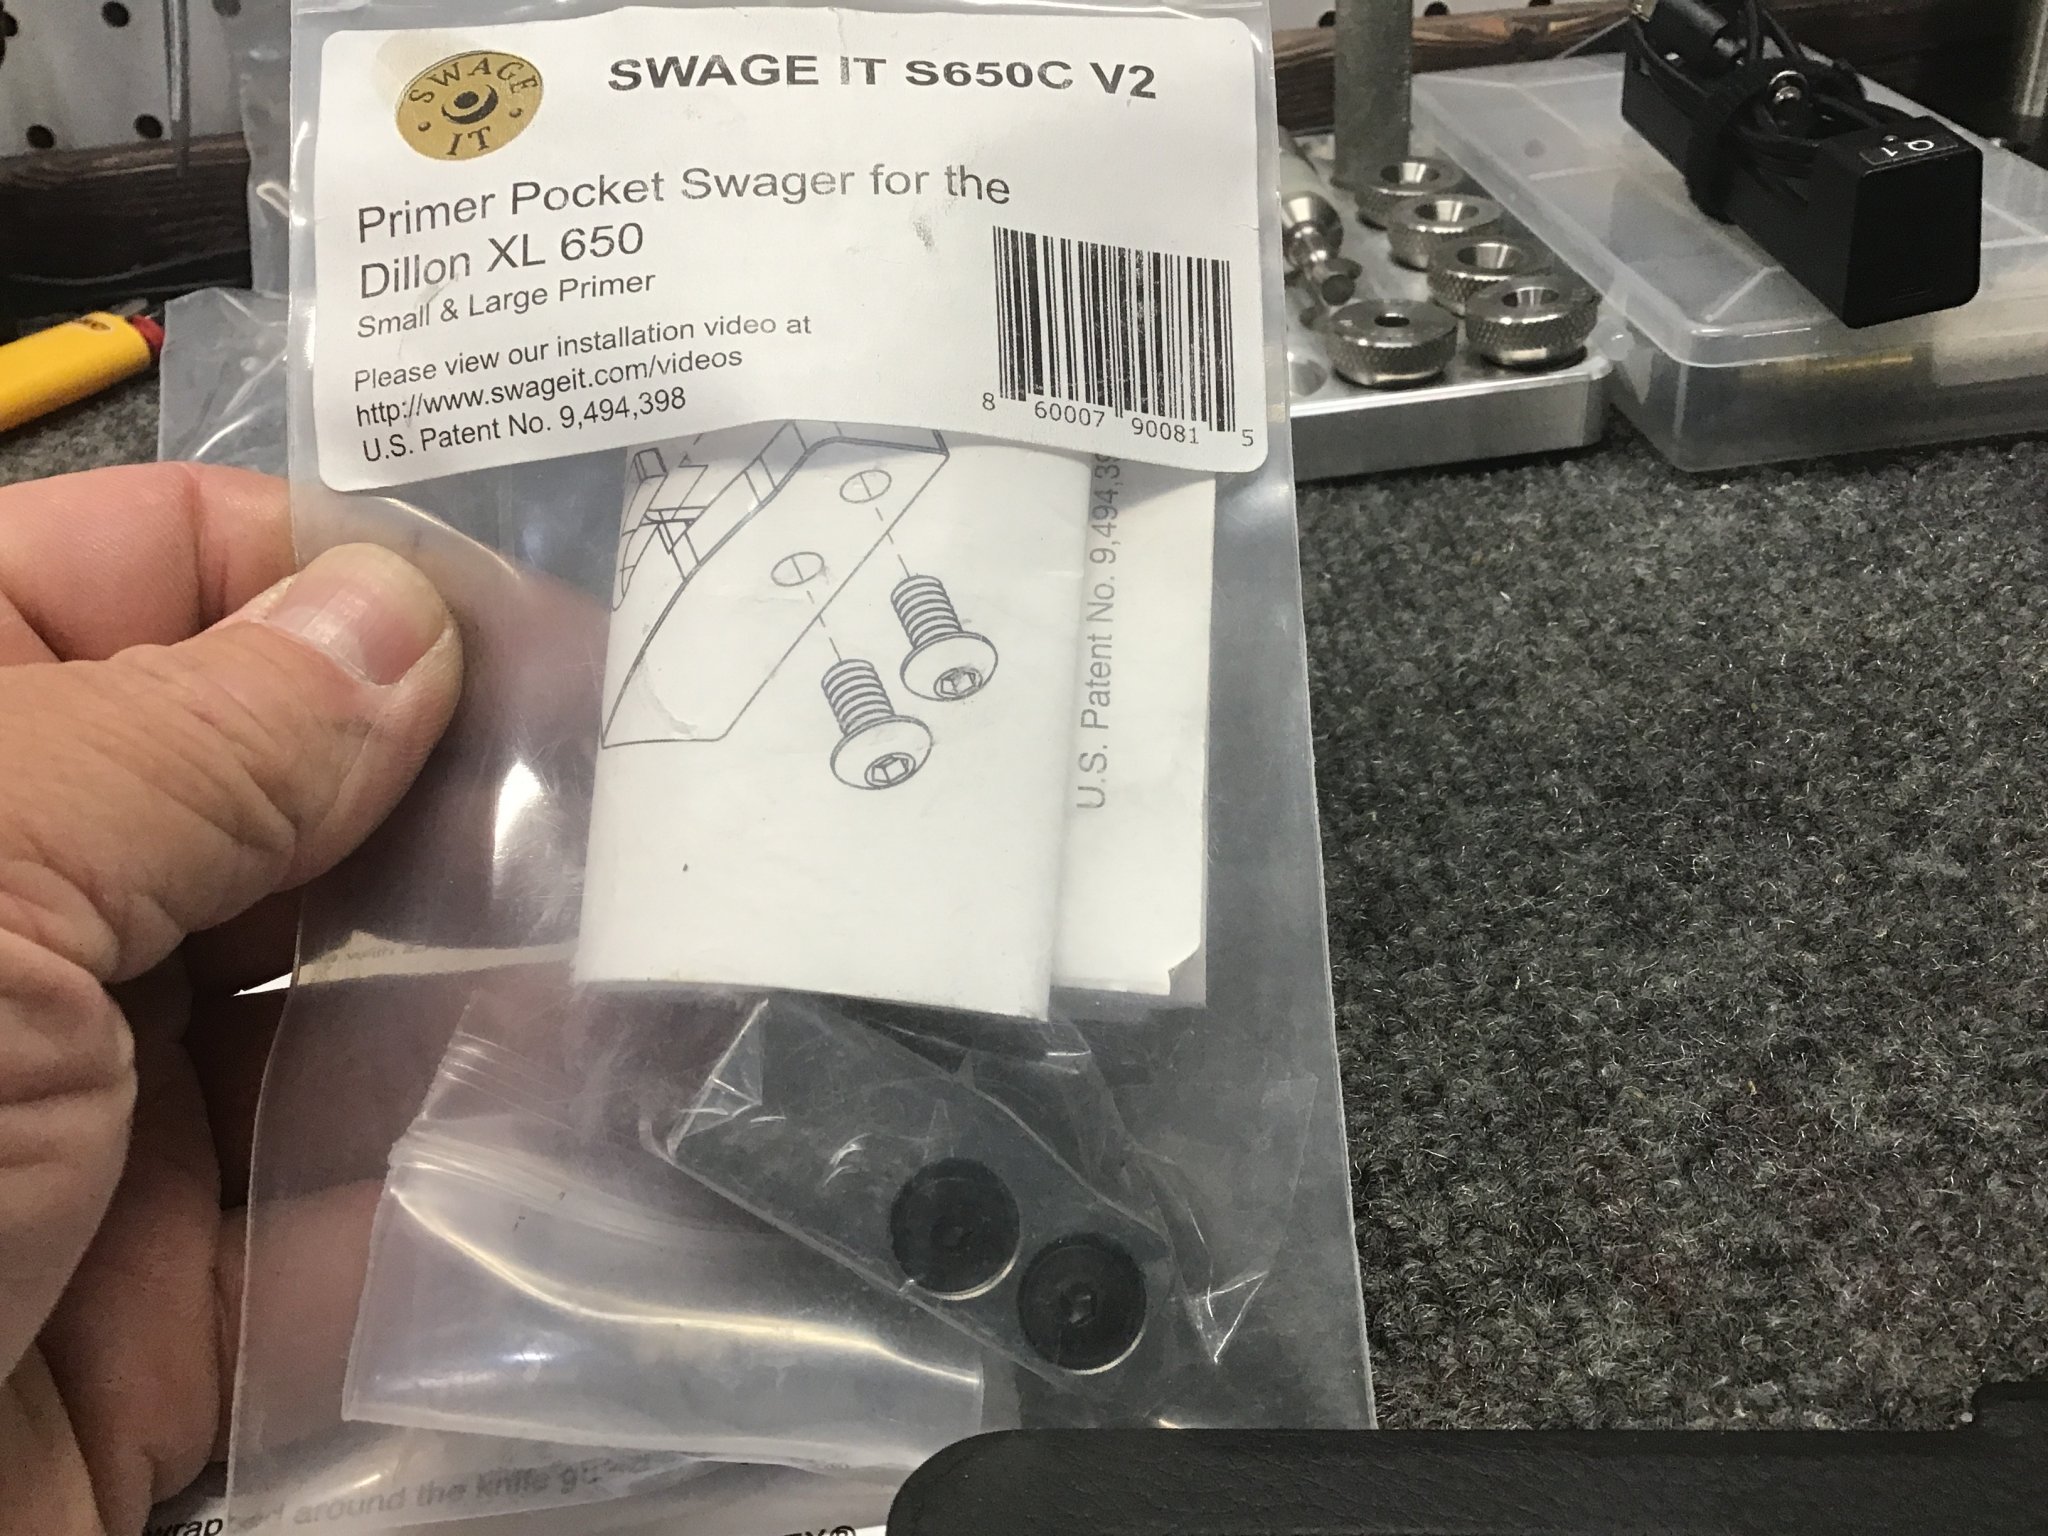 SWAGE IT
SWAGE IT S650C V2
Primer Pocket Swager for the
Dillon XL 650
Small & Large Primer
Please view our installation video at
http://www.swageit.com/videos
U.S. Patent No. 9,494,398
8 60007 90081 5
U.S. Patent No. 9,494,39
Q1
around the knife
wrap